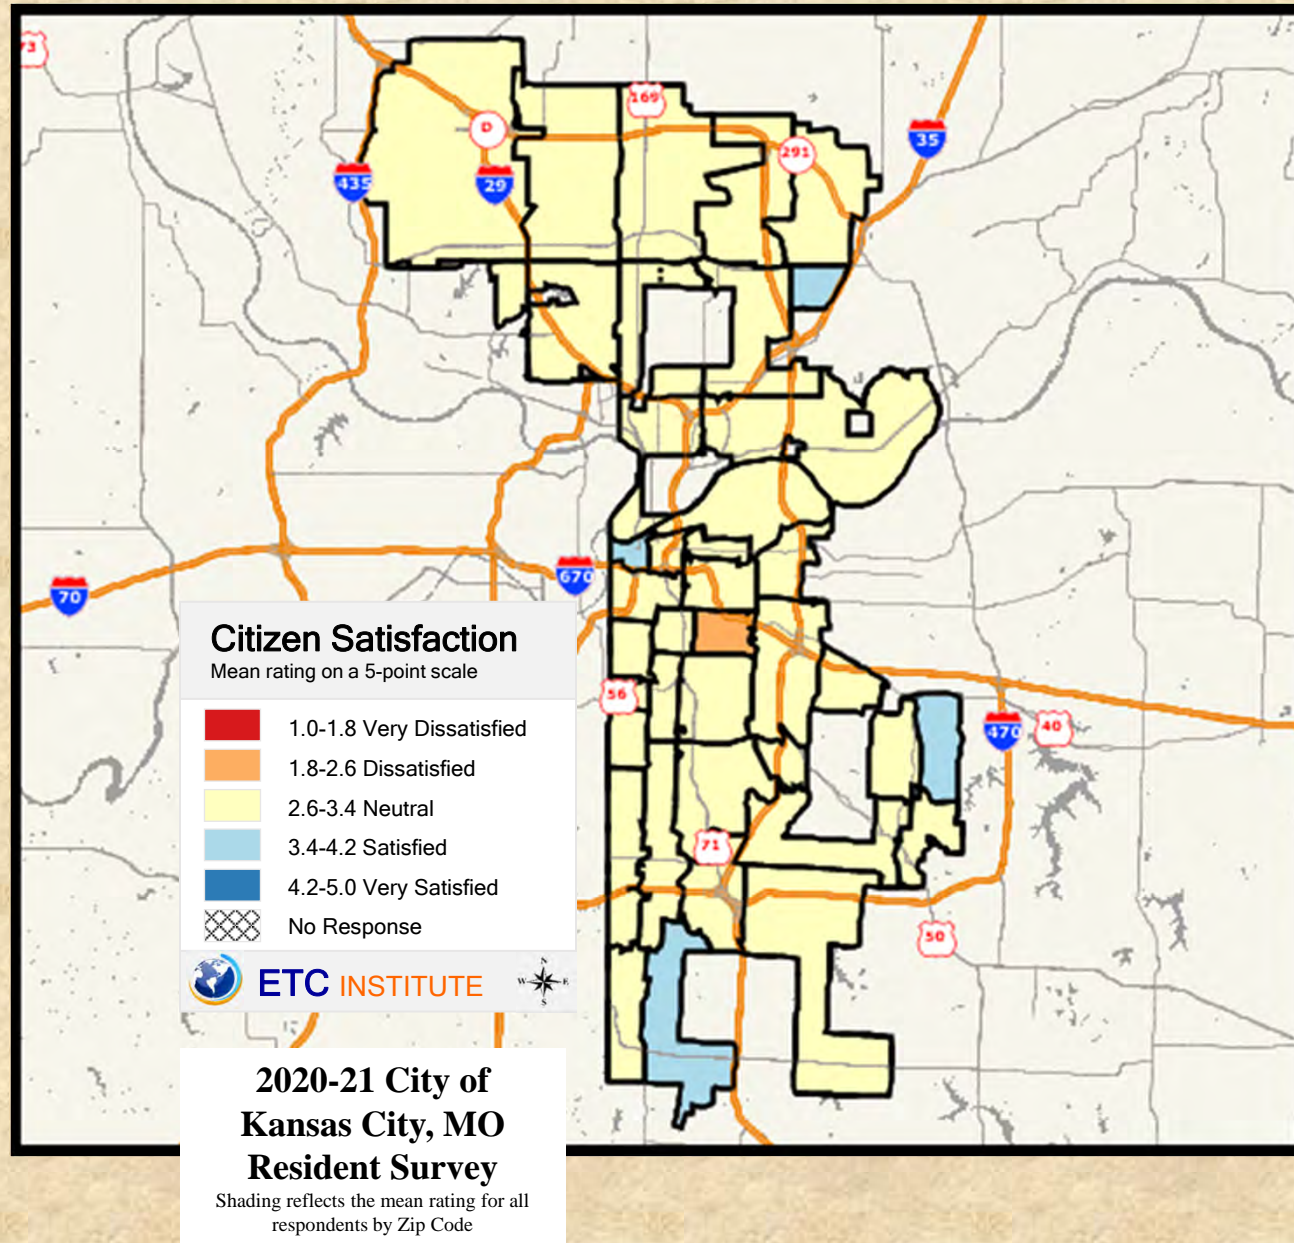 73
169
D
291
35
435
29
70
670
56
470
40
71
50
Citizen Satisfaction
Mean rating on a 5-point scale
1.0-1.8 Very Dissatisfied
1.8-2.6 Dissatisfied
2.6-3.4 Neutral
3.4-4.2 Satisfied
4.2-5.0 Very Satisfied
No Response
ETC INSTITUTE
N
W E
S
2020-21 City of
Kansas City, MO
Resident Survey
Shading reflects the mean rating for all
respondents by Zip Code